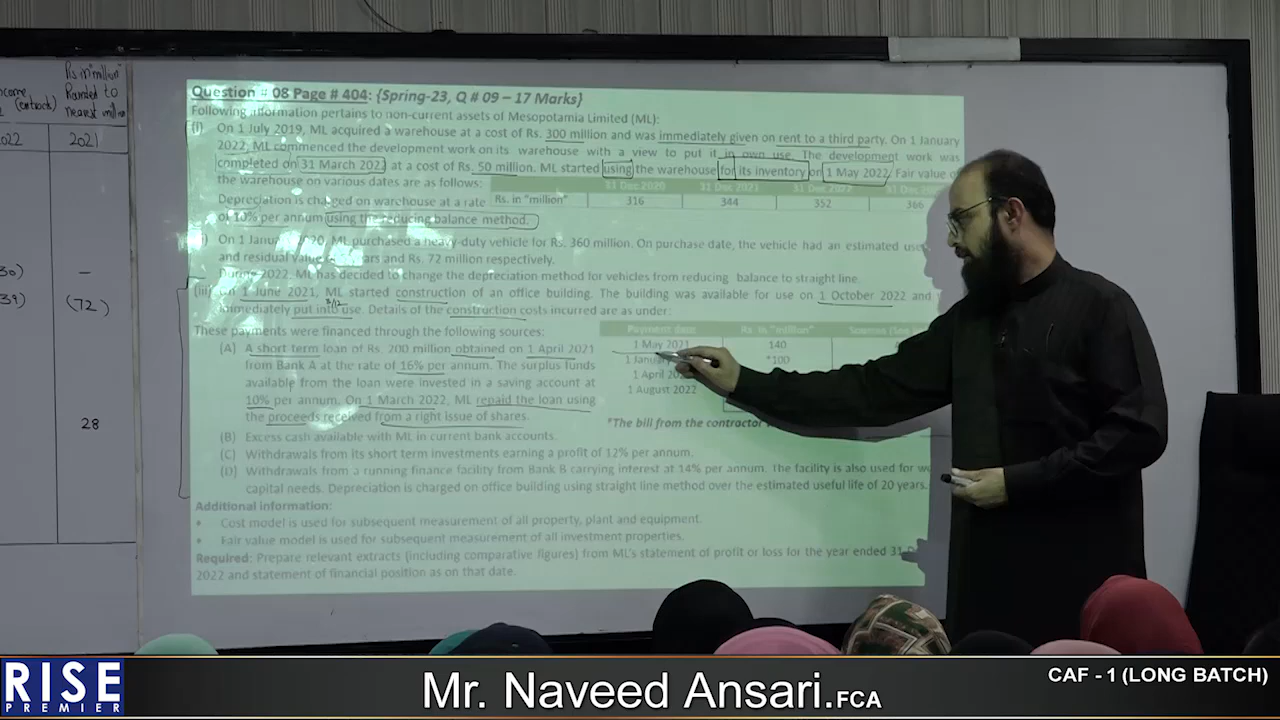 Rs in "million"
Rounded to
nearest million
ncome
(extracts)
2022
2021
30)
—
39)
(72)
28
Question # 08 Page # 404: {Spring-23, Q # 09 – 17 Marks}
Following information pertains to non-current assets of Mesopotamia Limited (ML):
(i) On 1 July 2019, ML acquired a warehouse at a cost of Rs. 300 million and was immediately given on rent to a third party. On 1 January
2022, ML commenced the development work on its warehouse with a view to put it in own use. The development work was
completed on 31 March 2022 at a cost of Rs. 50 million. ML started using the warehouse for its inventory on 1 May 2022. Fair value of
the warehouse on various dates are as follows:
31 Dec 2020 31 Dec 2021 31 Dec 2022 31 Dec
Depreciation is charged on warehouse at a rate
Rs. in "million" 316 344 352 366
of 10% per annum using the reducing balance method.
On 1 January 2020, ML purchased a heavy-duty vehicle for Rs. 360 million. On purchase date, the vehicle had an estimated use
and residual value and Rs. 72 million respectively.
During 2022, ML has decided to change the depreciation method for vehicles from reducing balance to straight line.
(iii) On 1 June 2021, ML started construction of an office building. The building was available for use on 1 October 2022 and
3/12
immediately put into use. Details of the construction costs incurred are as under:
These payments were financed through the following sources:
Payment date Rs. in "million"
(A) A short term loan of Rs. 200 million obtained on 1 April 2021
1 May 2021 140
from Bank A at the rate of 16% per annum. The surplus funds
1 January *100
available from the loan were invested in a saving account at
1 April
10% per annum. On 1 March 2022, ML repaid the loan using
1 August 2022
the proceeds received from a right issue of shares.
*The bill from the contractor
(B) Excess cash available with ML in current bank accounts.
(C) Withdrawals from its short term investments earning a profit of 12% per annum.
(D) Withdrawals from a running finance facility from Bank B carrying interest at 14% per annum. The facility is also used for
capital needs. Depreciation is charged on office building using straight line method over the estimated useful life of 20 years.
Additional information:
• Cost model is used for subsequent measurement of all property, plant and equipment.
• Fair value model is used for subsequent measurement of all investment properties.
Required: Prepare relevant extracts (including comparative figures) from ML's statement of profit or loss for the year ended 31
2022 and statement of financial position as on that date.
RISE
PREMIER
Mr. Naveed Ansari.FCA
CAF - 1 (LONG BATCH)